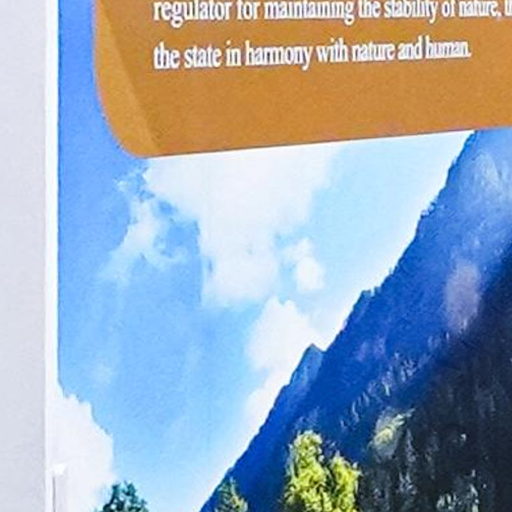 regulator for maintaining the stability of nature,
the state in harmony with nature and human.